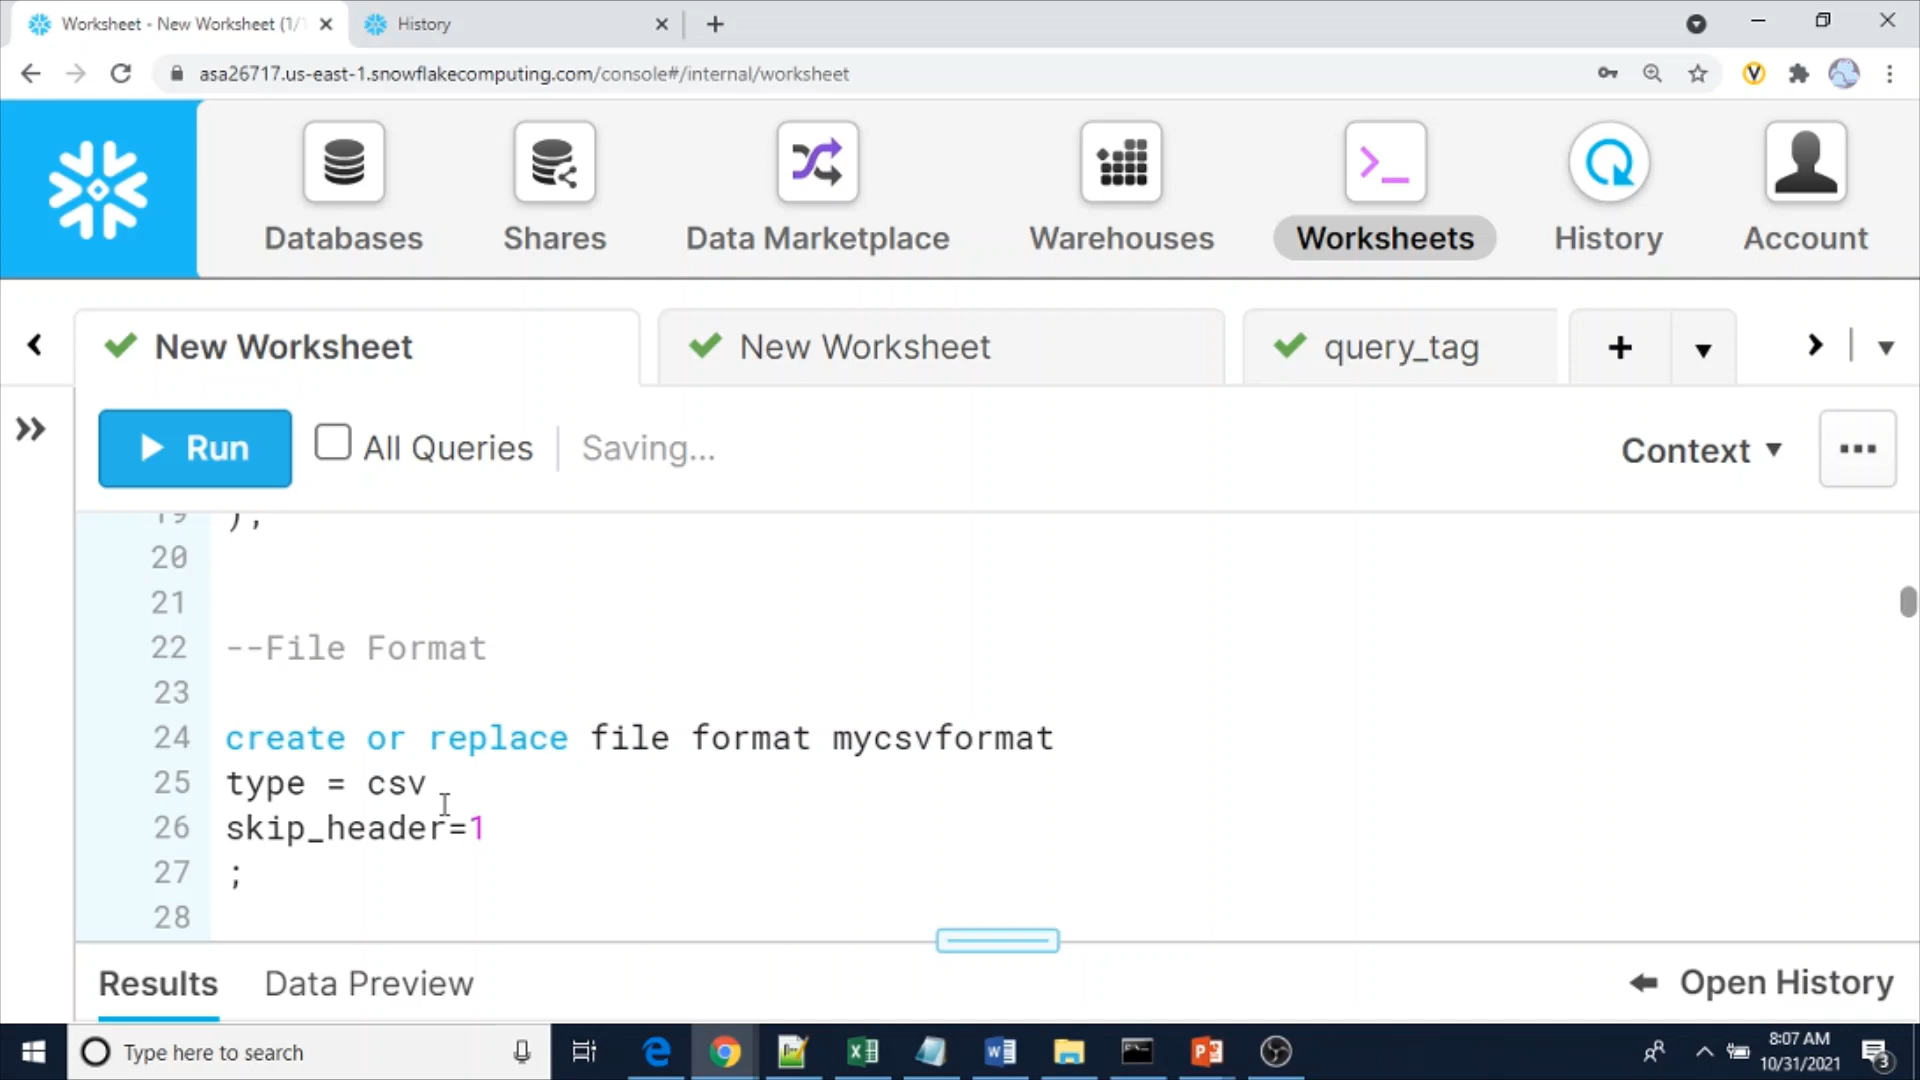 Worksheet - New Worksheet (1/
History
asa26717.us-east-1.snowflakecomputing.com/console#/internal/worksheet
Databases
Shares
Data Marketplace
Warehouses
Worksheets
History
Account
New Worksheet
New Worksheet
query_tag
Run
All Queries
Saving...
Context
19 );
20
21
22 --File Format
23
24 create or replace file format mycsvformat
25 type = csv
26 skip_header=1
27 ;
28
Results
Data Preview
Open History
Type here to search
8:07 AM
10/31/2021
3